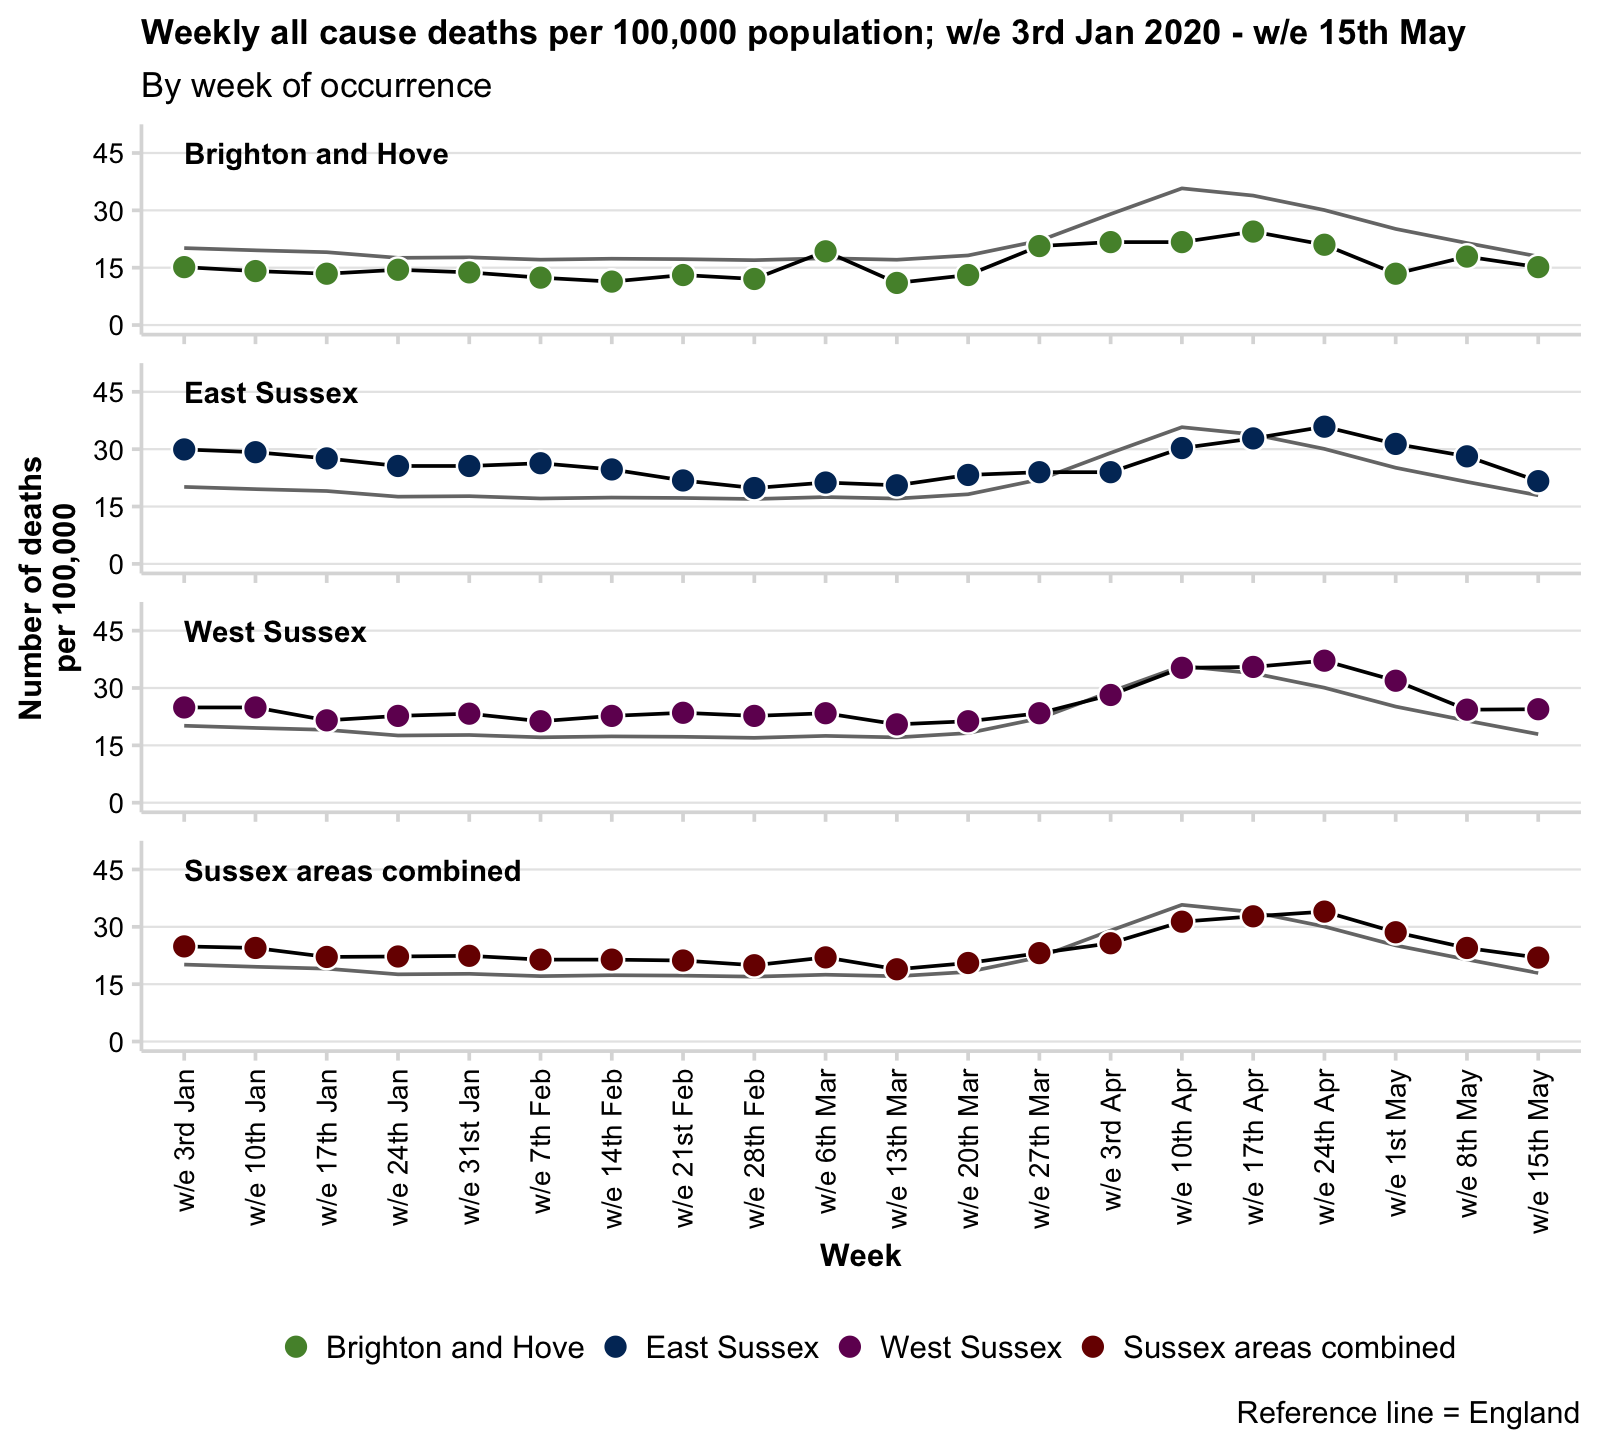 Weekly all cause deaths per 100,000 population; w/e 3rd Jan 2020 - w/e 15th May
By week of occurrence
Number of deaths
per 100,000
Brighton and Hove
45
30
15
0
East Sussex
45
30
15
0
West Sussex
45
30
15
0
Sussex areas combined
45
30
15
0
w/e 3rd Jan
w/e 10th Jan
w/e 17th Jan
w/e 24th Jan
w/e 31st Jan
w/e 7th Feb
w/e 14th Feb
w/e 21st Feb
w/e 28th Feb
w/e 6th Mar
w/e 13th Mar
w/e 20th Mar
w/e 27th Mar
w/e 3rd Apr
w/e 10th Apr
w/e 17th Apr
w/e 24th Apr
w/e 1st May
w/e 8th May
w/e 15th May
Week
Brighton and Hove East Sussex West Sussex Sussex areas combined
Reference line = England